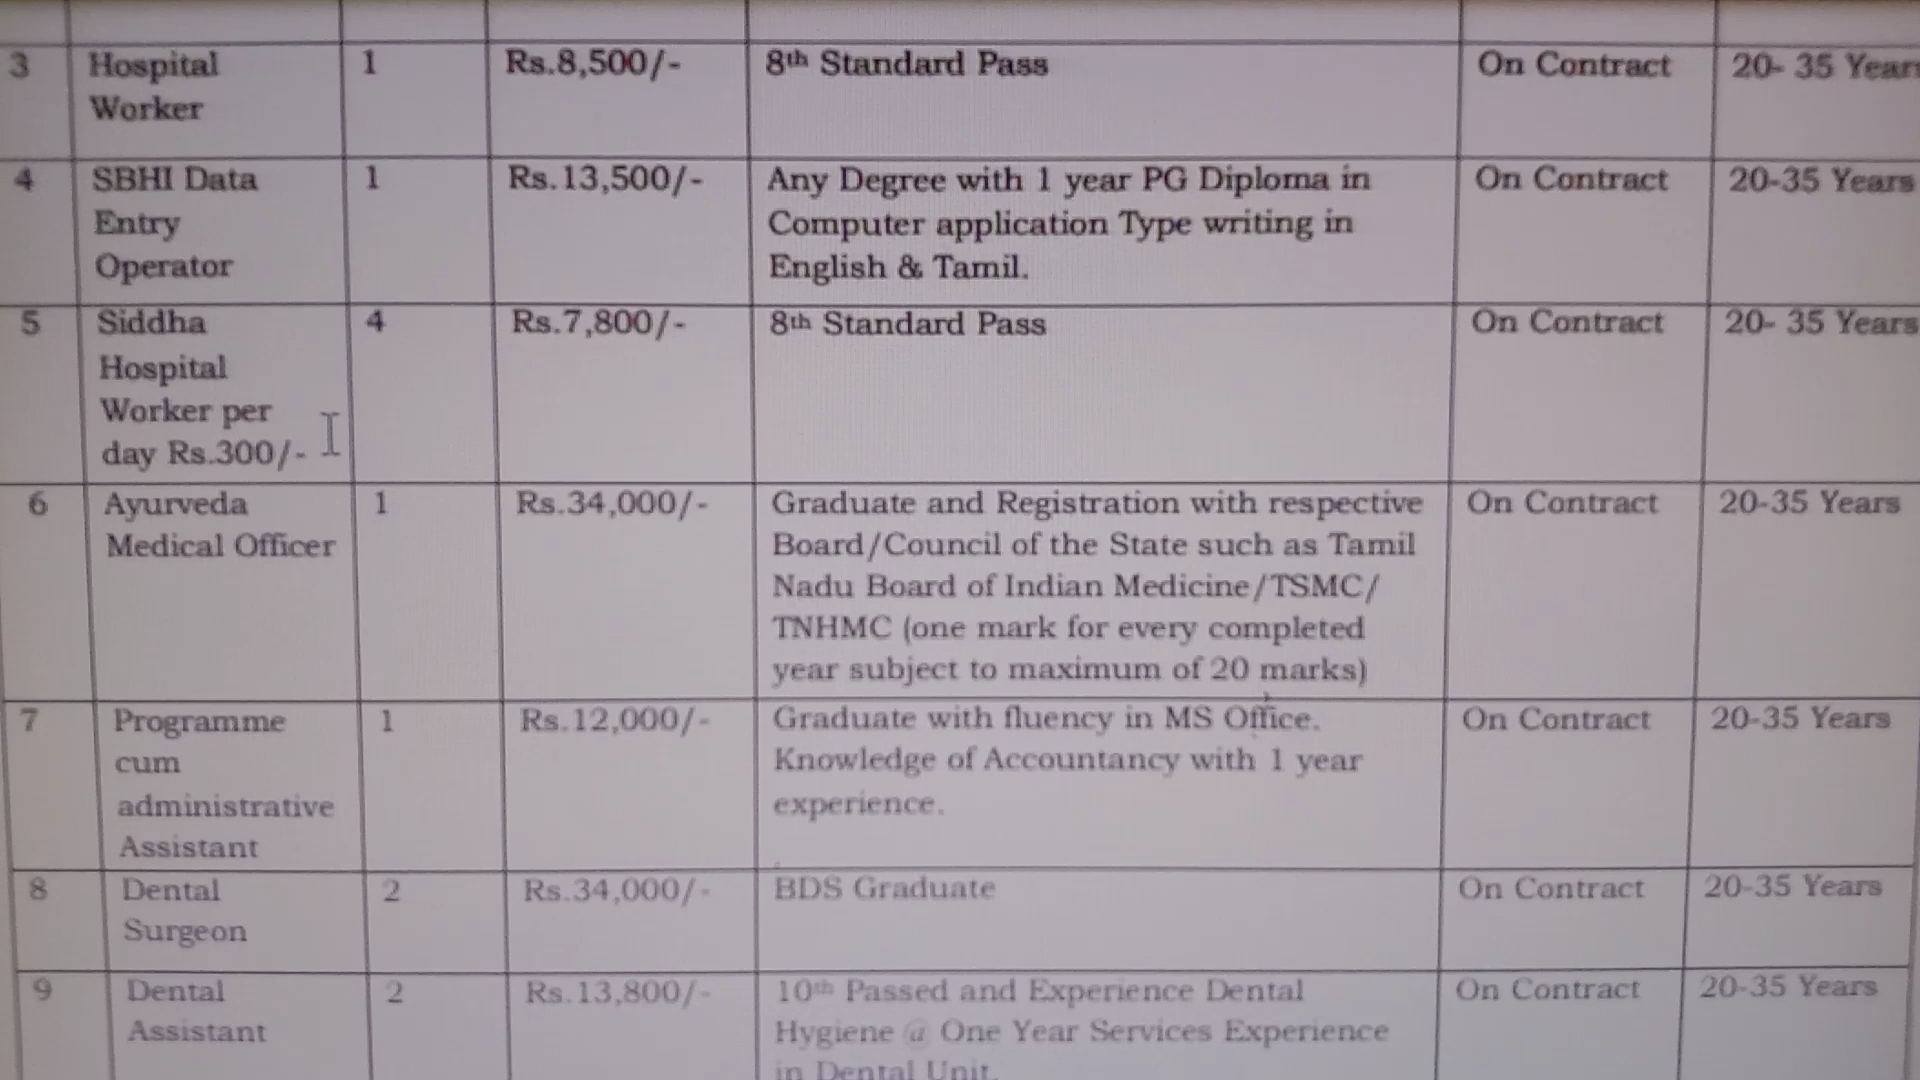 3 Hospital Worker 1 Rs.8,500/- 8th Standard Pass On Contract 20- 35 Years
4 SBHI Data Entry Operator 1 Rs.13,500/- Any Degree with 1 year PG Diploma in Computer application Type writing in English & Tamil. On Contract 20-35 Years
5 Siddha Hospital Worker per day Rs.300/- 4 Rs.7,800/- 8th Standard Pass On Contract 20- 35 Years
6 Ayurveda Medical Officer 1 Rs.34,000/- Graduate and Registration with respective Board/Council of the State such as Tamil Nadu Board of Indian Medicine/TSMC/ TNHMC (one mark for every completed year subject to maximum of 20 marks) On Contract 20-35 Years
7 Programme cum administrative Assistant 1 Rs.12,000/- Graduate with fluency in MS Office. Knowledge of Accountancy with 1 year experience. On Contract 20-35 Years
8 Dental Surgeon 2 Rs.34,000/- BDS Graduate On Contract 20-35 Years
9 Dental Assistant 2 Rs.13,800/- 10th Passed and Experience Dental Hygiene @ One Year Services Experience in Dental Unit. On Contract 20-35 Years